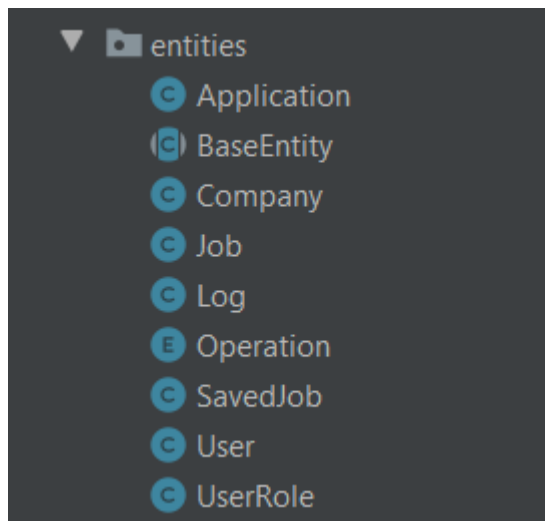 entities
C Application
C BaseEntity
C Company
C Job
C Log
E Operation
C SavedJob
C User
C UserRole